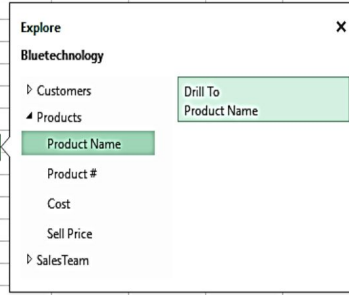 Explore
Bluetechnology
Customers
Products
Product Name
Product #
Cost
Sell Price
SalesTeam
Drill To
Product Name